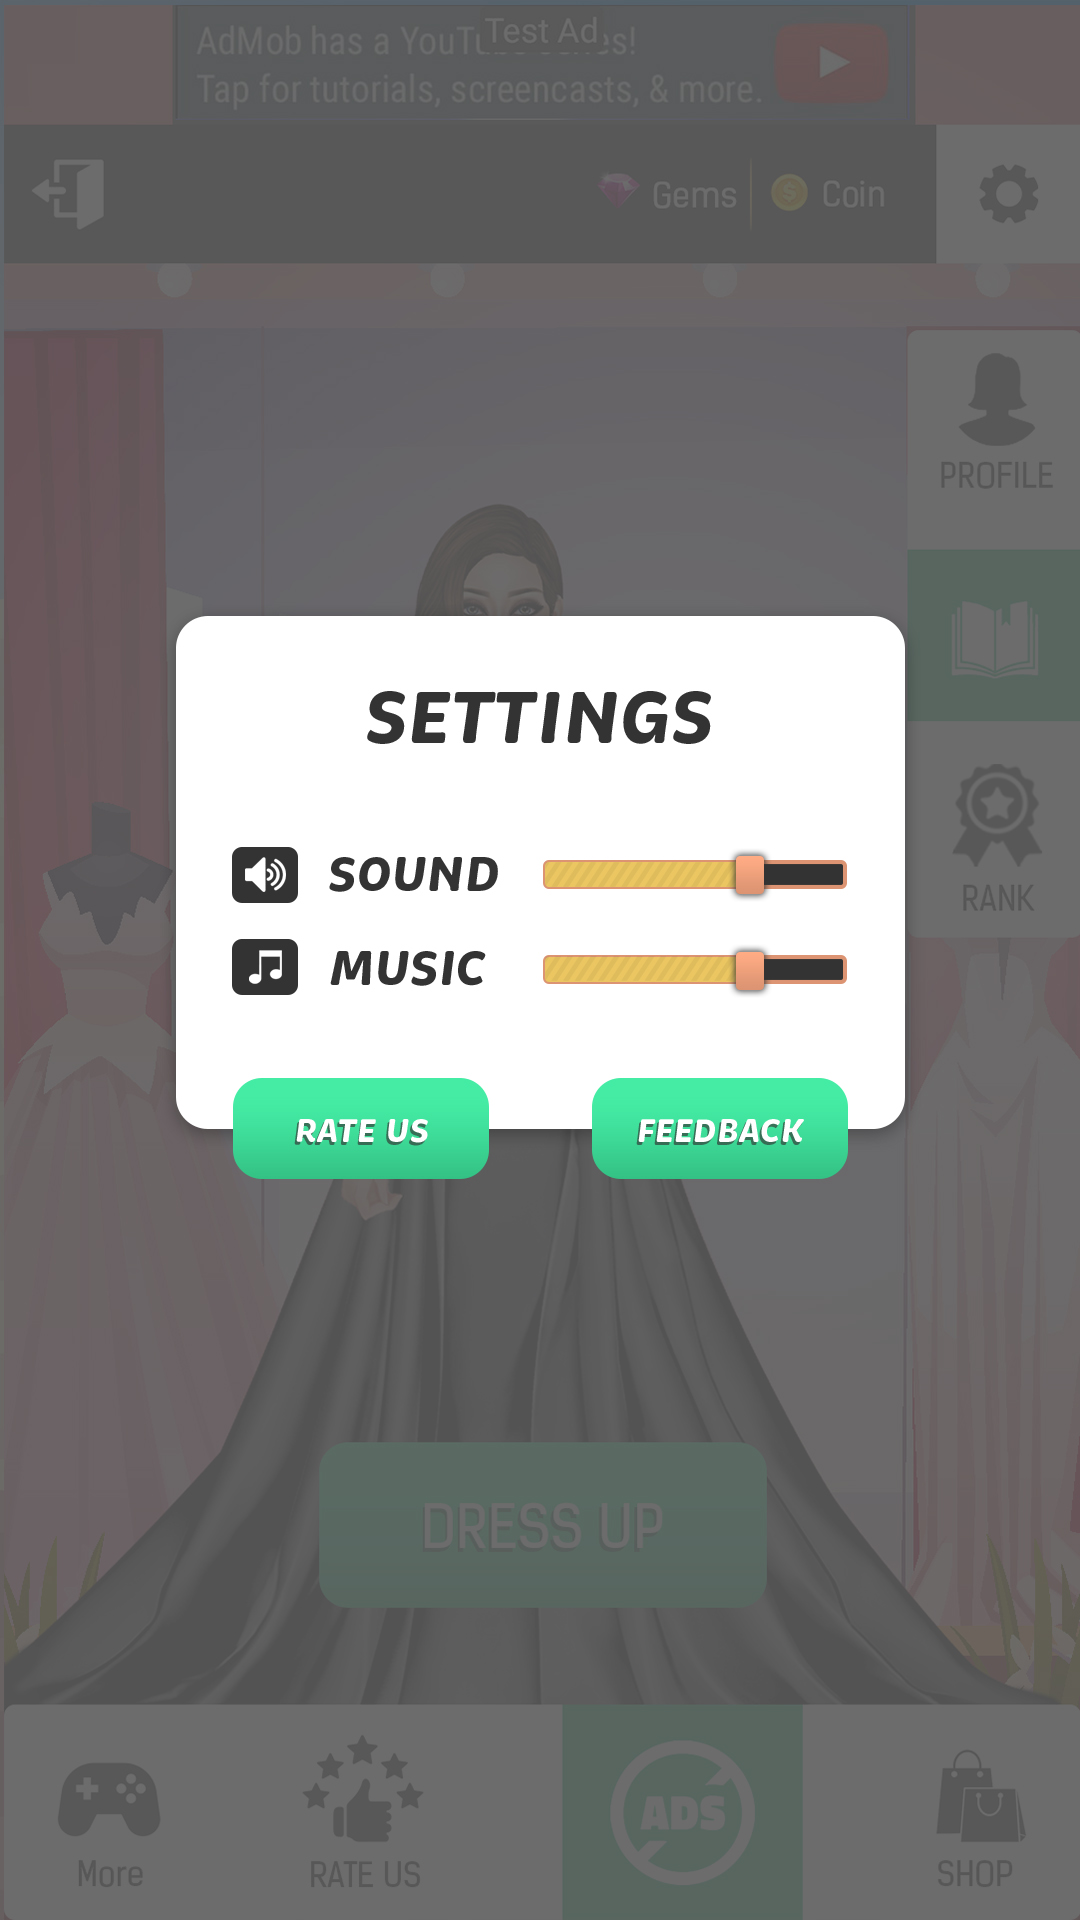 AdMob has a YouTu
s!
Test Ad
Tap for tutorials, screencasts, & more.
Gems
Coin
PROFILE
SETTINGS
SOUND
MUSIC
RANK
RATE US
FEEDBACK
DRESS UP
ADS
More
RATE US
SHOP